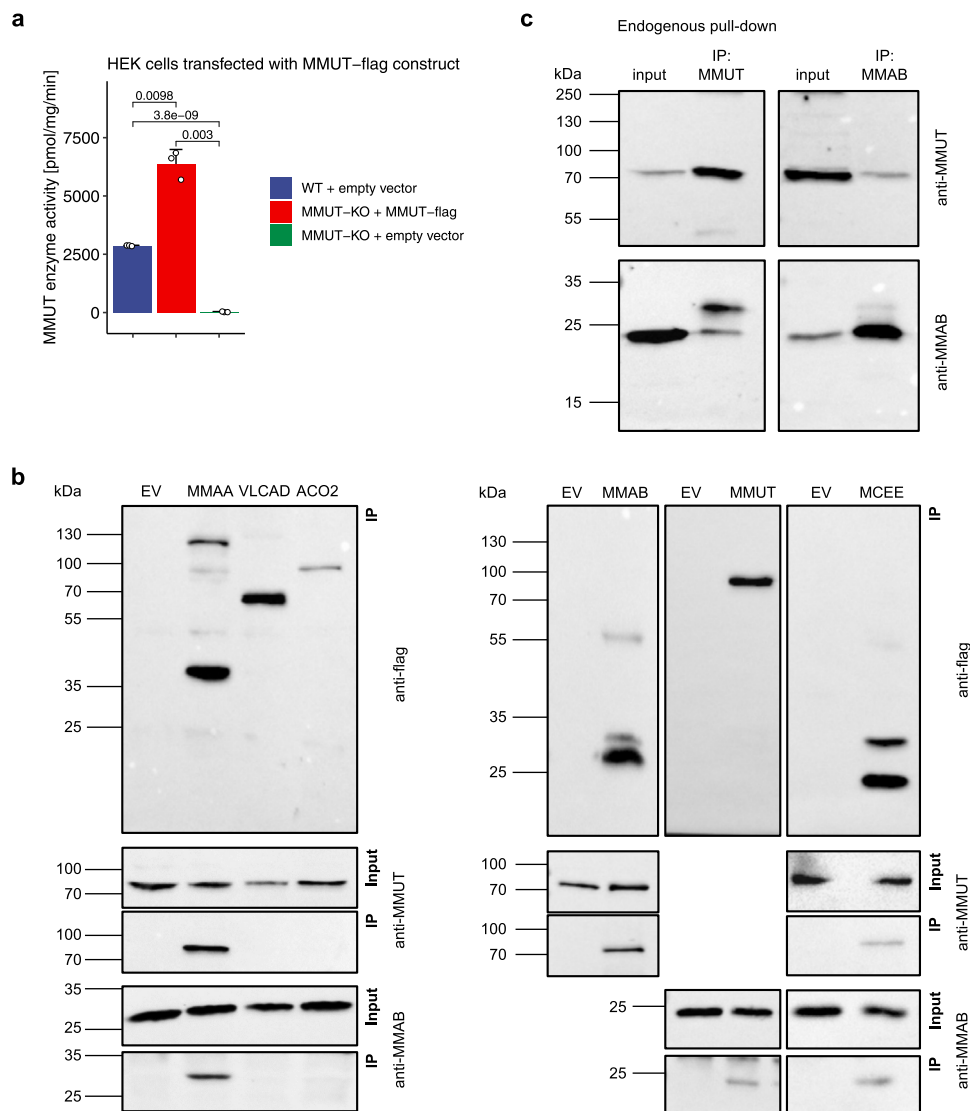 a
HEK cells transfected with MMUT−flag construct
MMUT enzyme activity [pmol/mg/min]
0.0098
3.8e−09
0.003
7500
5000
2500
0
WT + empty vector
MMUT−KO + MMUT−flag
MMUT−KO + empty vector
c
Endogenous pull-down
kDa
input
IP:
MMUT
input
IP:
MMAB
250
130
100
70
55
anti-MMUT
35
25
15
anti-MMAB
b
kDa
EV MMAA VLCAD ACO2
IP
130
100
70
55
35
25
anti-flag
100
70
Input
100
70
IP
anti-MMUT
35
25
Input
35
25
IP
anti-MMAB
kDa
EV MMAB EV MMUT EV MCEE
IP
130
100
70
55
35
25
anti-flag
100
70
Input
100
70
IP
anti-MMUT
25
Input
25
IP
anti-MMAB